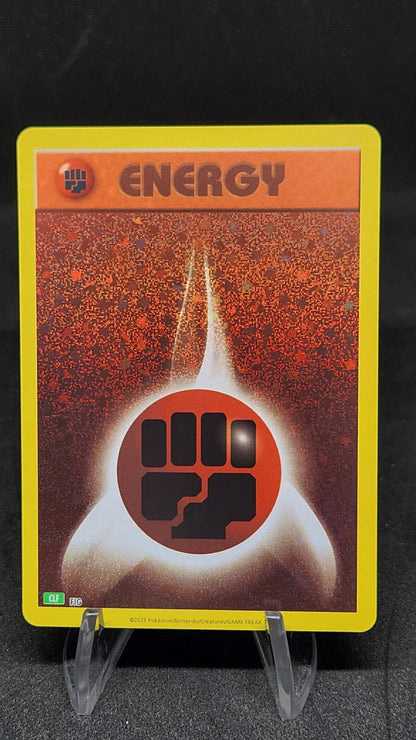 ENERGY
CLF FIG
©2023 Pokémon/Nintendo/Creatures/GAME FREAK